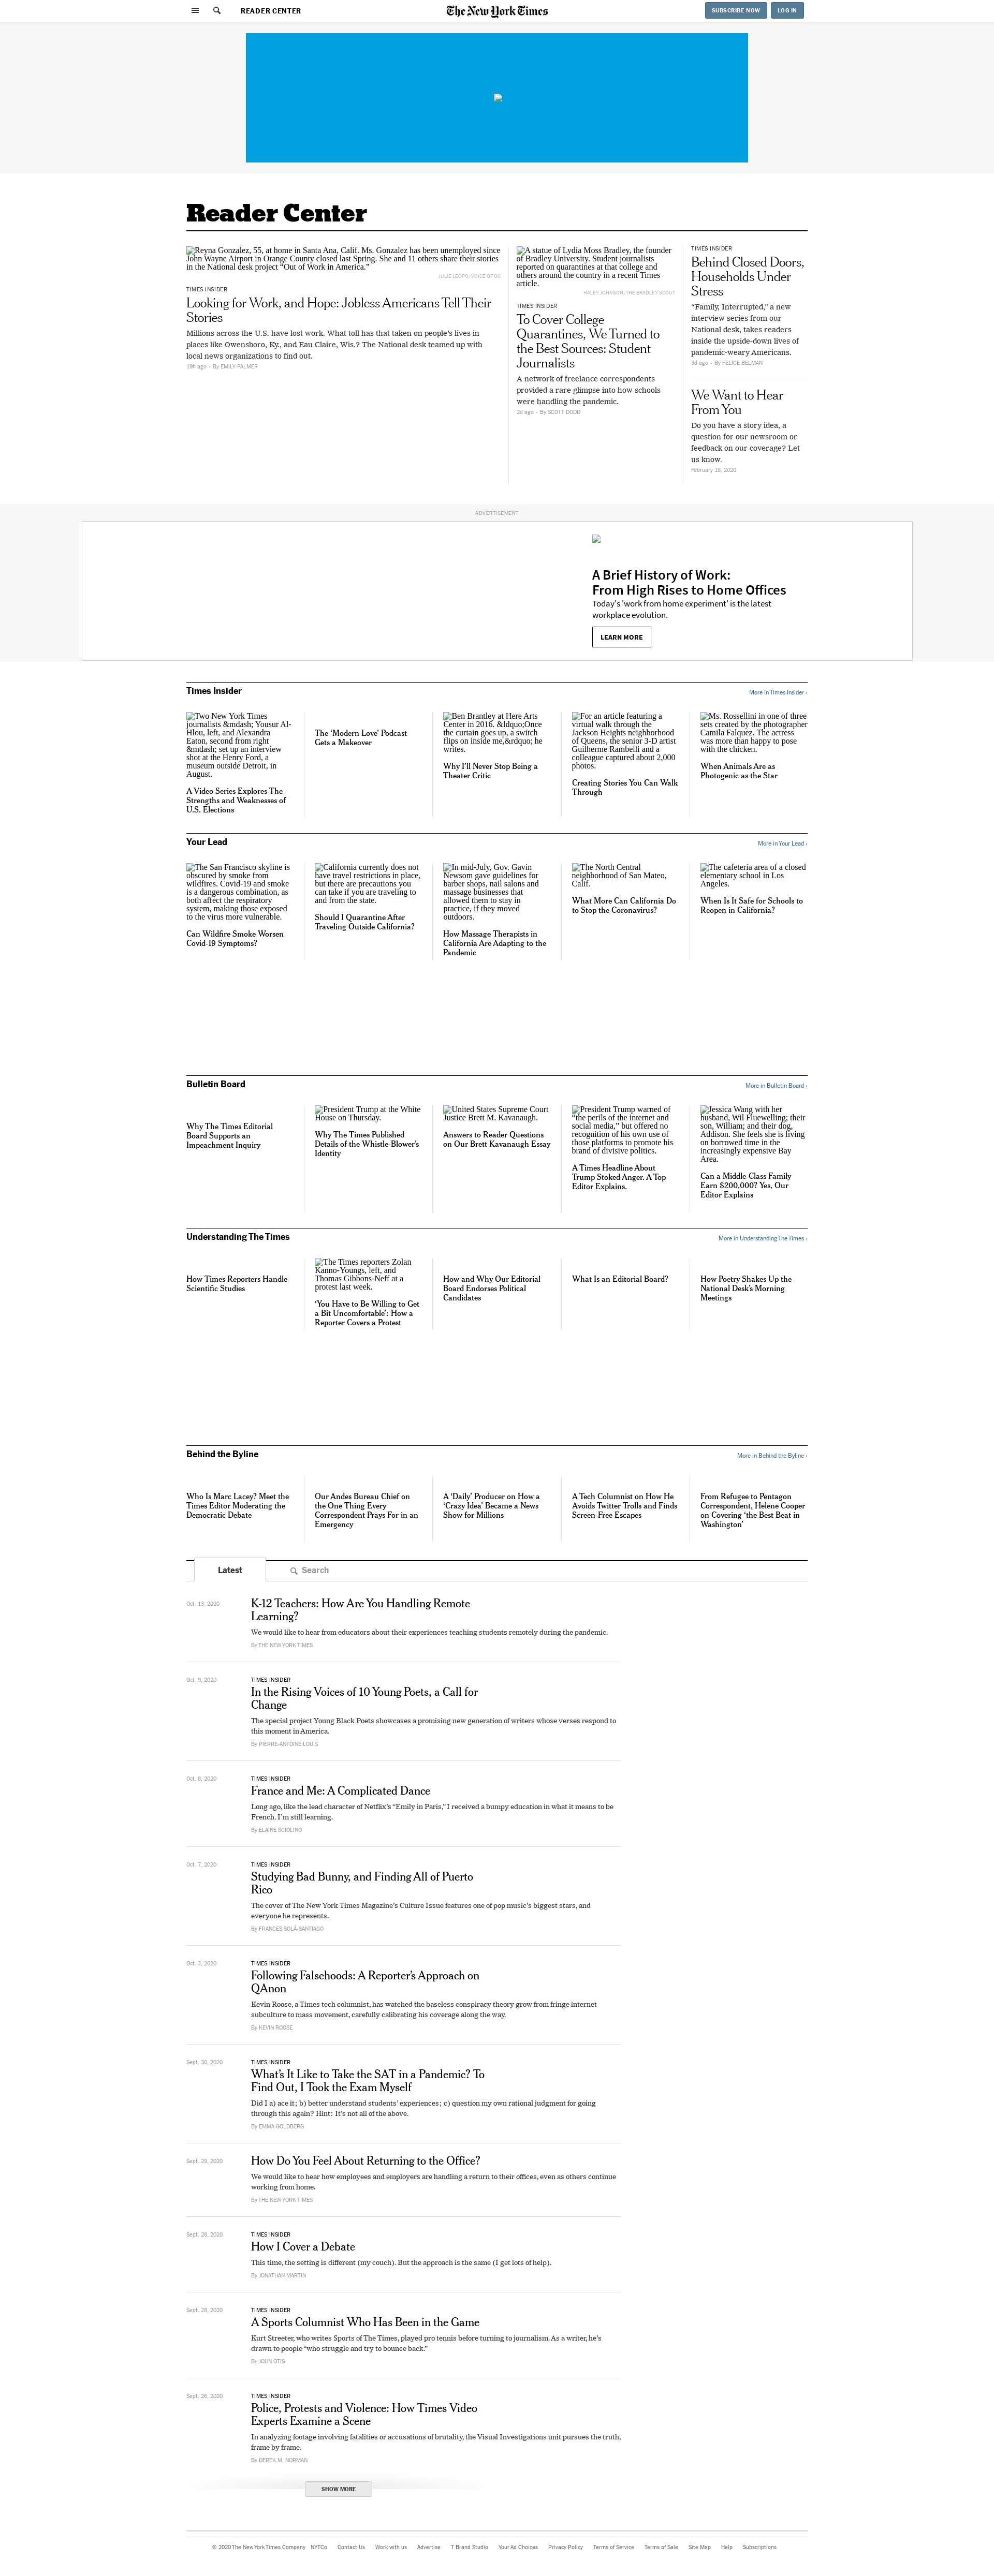 READER CENTER
The New York Times
SUBSCRIBE NOW
LOG IN
Reader Center
Reyna Gonzalez, 55, at home in Santa Ana, Calif. Ms. Gonzalez has been unemployed since
John Wayne Airport in Orange county closed last Spring. She and 11 others share their stories
in the National desk project "Out of Work in America."
JULIE LEOPO/VOICE OF OC
TIMES INSIDER
Looking for Work, and Hope: Jobless Americans Tell Their
Stories
Millions across the U.S. have lost work. What toll has that taken on people's lives in
places like Owensboro, Ky., and Eau Claire, Wis.? The National desk teamed up with
local news organizations to find out.
19h ago - By EMILY PALMER
A statue of Lydia Moss Bradley, the founder
of Bradley University. Student journalists
reported on quarantines at that college and
others around the country in a recent Times
article.
HALEY JOHNSON/THE BRADLEY SCOUT
TIMES INSIDER
To Cover College
Quarantines, We Turned to
the Best Sources: Student
Journalists
A network of freelance correspondents
provided a rare glimpse into how schools
were handling the pandemic.
2d ago - By SCOTT DODD
TIMES INSIDER
Behind Closed Doors,
Households Under
Stress
“Family, Interrupted,” a new
interview series from our
National desk, takes readers
inside the upside-down lives of
pandemic-weary Americans.
3d ago - By FELICE BELMAN
We Want to Hear
From You
Do you have a story idea, a
question for our newsroom or
feedback on our coverage? Let
us know.
February 18, 2020
ADVERTISEMENT
A Brief History of Work:
From High Rises to Home Offices
Today's 'work from home experiment' is the latest
workplace evolution.
LEARN MORE
Times Insider
More in Times Insider ›
Two New York Times
journalists &mdash; Yousur Al-
Hlou, left, and Alexandra
Eaton, second from right
&mdash; set up an interview
shot at the Henry Ford, a
museum outside Detroit, in
August.
A Video Series Explores The
Strengths and Weaknesses of
U.S. Elections
The ‘Modern Love’ Podcast
Gets a Makeover
Ben Brantley at Here Arts
Center in 2016. &ldquo;Once
the curtain goes up, a switch
flips on inside me,&rdquo; he
writes.
Why I’ll Never Stop Being a
Theater Critic
For an article featuring a
virtual walk through the
Jackson Heights neighborhood
of Queens, the senior 3-D artist
Guilherme Rambelli and a
colleague captured about 2,000
photos.
Creating Stories You Can Walk
Through
Ms. Rossellini in one of three
sets created by the photographer
Camila Falquez. The actress
was more than happy to pose
with the chicken.
When Animals Are as
Photogenic as the Star
Your Lead
More in Your Lead ›
The San Francisco skyline is
obscured by smoke from
wildfires. Covid-19 and smoke
is a dangerous combination, as
both affect the respiratory
system, making those exposed
to the virus more vulnerable.
Can Wildfire Smoke Worsen
Covid-19 Symptoms?
California currently does not
have travel restrictions in place,
but there are precautions you
can take if you are traveling to
and from the state.
Should I Quarantine After
Traveling Outside California?
In mid-July, Gov. Gavin
Newsom gave guidelines for
barber shops, nail salons and
massage businesses that
allowed them to stay in
practice, if they moved
outdoors.
How Massage Therapists in
California Are Adapting to the
Pandemic
The North Central
neighborhood of San Mateo,
Calif.
What More Can California Do
to Stop the Coronavirus?
The cafeteria area of a closed
elementary school in Los
Angeles.
When Is It Safe for Schools to
Reopen in California?
Bulletin Board
More in Bulletin Board ›
Why The Times Editorial
Board Supports an
Impeachment Inquiry
President Trump at the White
House on Thursday.
Why The Times Published
Details of the Whistle-Blower’s
Identity
United States Supreme Court
Justice Brett M. Kavanaugh.
Answers to Reader Questions
on Our Brett Kavanaugh Essay
President Trump warned of
“the perils of the internet and
social media,” but offered no
recognition of his own use of
those platforms to promote his
brand of divisive politics.
A Times Headline About
Trump Stoked Anger. A Top
Editor Explains.
Jessica Wang with her
husband, Wil Fluewelling; their
son, William; and their dog,
Addison. She feels she is living
on borrowed time in the
increasingly expensive Bay
Area.
Can a Middle-Class Family
Earn $200,000? Yes, Our
Editor Explains
Understanding The Times
More in Understanding The Times ›
How Times Reporters Handle
Scientific Studies
The Times reporters Zolan
Kanno-Youngs, left, and
Thomas Gibbons-Neff at a
protest last week.
‘You Have to Be Willing to Get
a Bit Uncomfortable’: How a
Reporter Covers a Protest
How and Why Our Editorial
Board Endorses Political
Candidates
What Is an Editorial Board?
How Poetry Shakes Up the
National Desk’s Morning
Meetings
Behind the Byline
More in Behind the Byline ›
Who Is Marc Lacey? Meet the
Times Editor Moderating the
Democratic Debate
Our Andes Bureau Chief on
the One Thing Every
Correspondent Prays For in an
Emergency
A ‘Daily’ Producer on How a
‘Crazy Idea’ Became a News
Show for Millions
A Tech Columnist on How He
Avoids Twitter Trolls and Finds
Screen-Free Escapes
From Refugee to Pentagon
Correspondent, Helene Cooper
on Covering ‘the Best Beat in
Washington’
Latest
Search
Oct. 13, 2020
K-12 Teachers: How Are You Handling Remote
Learning?
We would like to hear from educators about their experiences teaching students remotely during the pandemic.
By THE NEW YORK TIMES
Oct. 9, 2020
TIMES INSIDER
In the Rising Voices of 10 Young Poets, a Call for
Change
The special project Young Black Poets showcases a promising new generation of writers whose verses respond to
this moment in America.
By PIERRE-ANTOINE LOUIS
Oct. 8, 2020
TIMES INSIDER
France and Me: A Complicated Dance
Long ago, like the lead character of Netflix’s “Emily in Paris,” I received a bumpy education in what it means to be
French. I’m still learning.
By ELAINE SCIOLINO
Oct. 7, 2020
TIMES INSIDER
Studying Bad Bunny, and Finding All of Puerto
Rico
The cover of The New York Times Magazine’s Culture Issue features one of pop music’s biggest stars, and
everyone he represents.
By FRANCES SOLÁ-SANTIAGO
Oct. 3, 2020
TIMES INSIDER
Following Falsehoods: A Reporter’s Approach on
QAnon
Kevin Roose, a Times tech columnist, has watched the baseless conspiracy theory grow from fringe internet
subculture to mass movement, carefully calibrating his coverage along the way.
By KEVIN ROOSE
Sept. 30, 2020
TIMES INSIDER
What’s It Like to Take the SAT in a Pandemic? To
Find Out, I Took the Exam Myself
Did I a) ace it; b) better understand students’ experiences; c) question my own rational judgment for going
through this again? Hint: It’s not all of the above.
By EMMA GOLDBERG
Sept. 29, 2020
How Do You Feel About Returning to the Office?
We would like to hear how employees and employers are handling a return to their offices, even as others continue
working from home.
By THE NEW YORK TIMES
Sept. 28, 2020
TIMES INSIDER
How I Cover a Debate
This time, the setting is different (my couch). But the approach is the same (I get lots of help).
By JONATHAN MARTIN
Sept. 28, 2020
TIMES INSIDER
A Sports Columnist Who Has Been in the Game
Kurt Streeter, who writes Sports of The Times, played pro tennis before turning to journalism. As a writer, he’s
drawn to people “who struggle and try to bounce back.”
By JOHN OTIS
Sept. 26, 2020
TIMES INSIDER
Police, Protests and Violence: How Times Video
Experts Examine a Scene
In analyzing footage involving fatalities or accusations of brutality, the Visual Investigations unit pursues the truth,
frame by frame.
By DEREK M. NORMAN
SHOW MORE
© 2020 The New York Times Company NYTCo Contact Us Work with us Advertise T Brand Studio Your Ad Choices Privacy Policy Terms of Service Terms of Sale Site Map Help Subscriptions